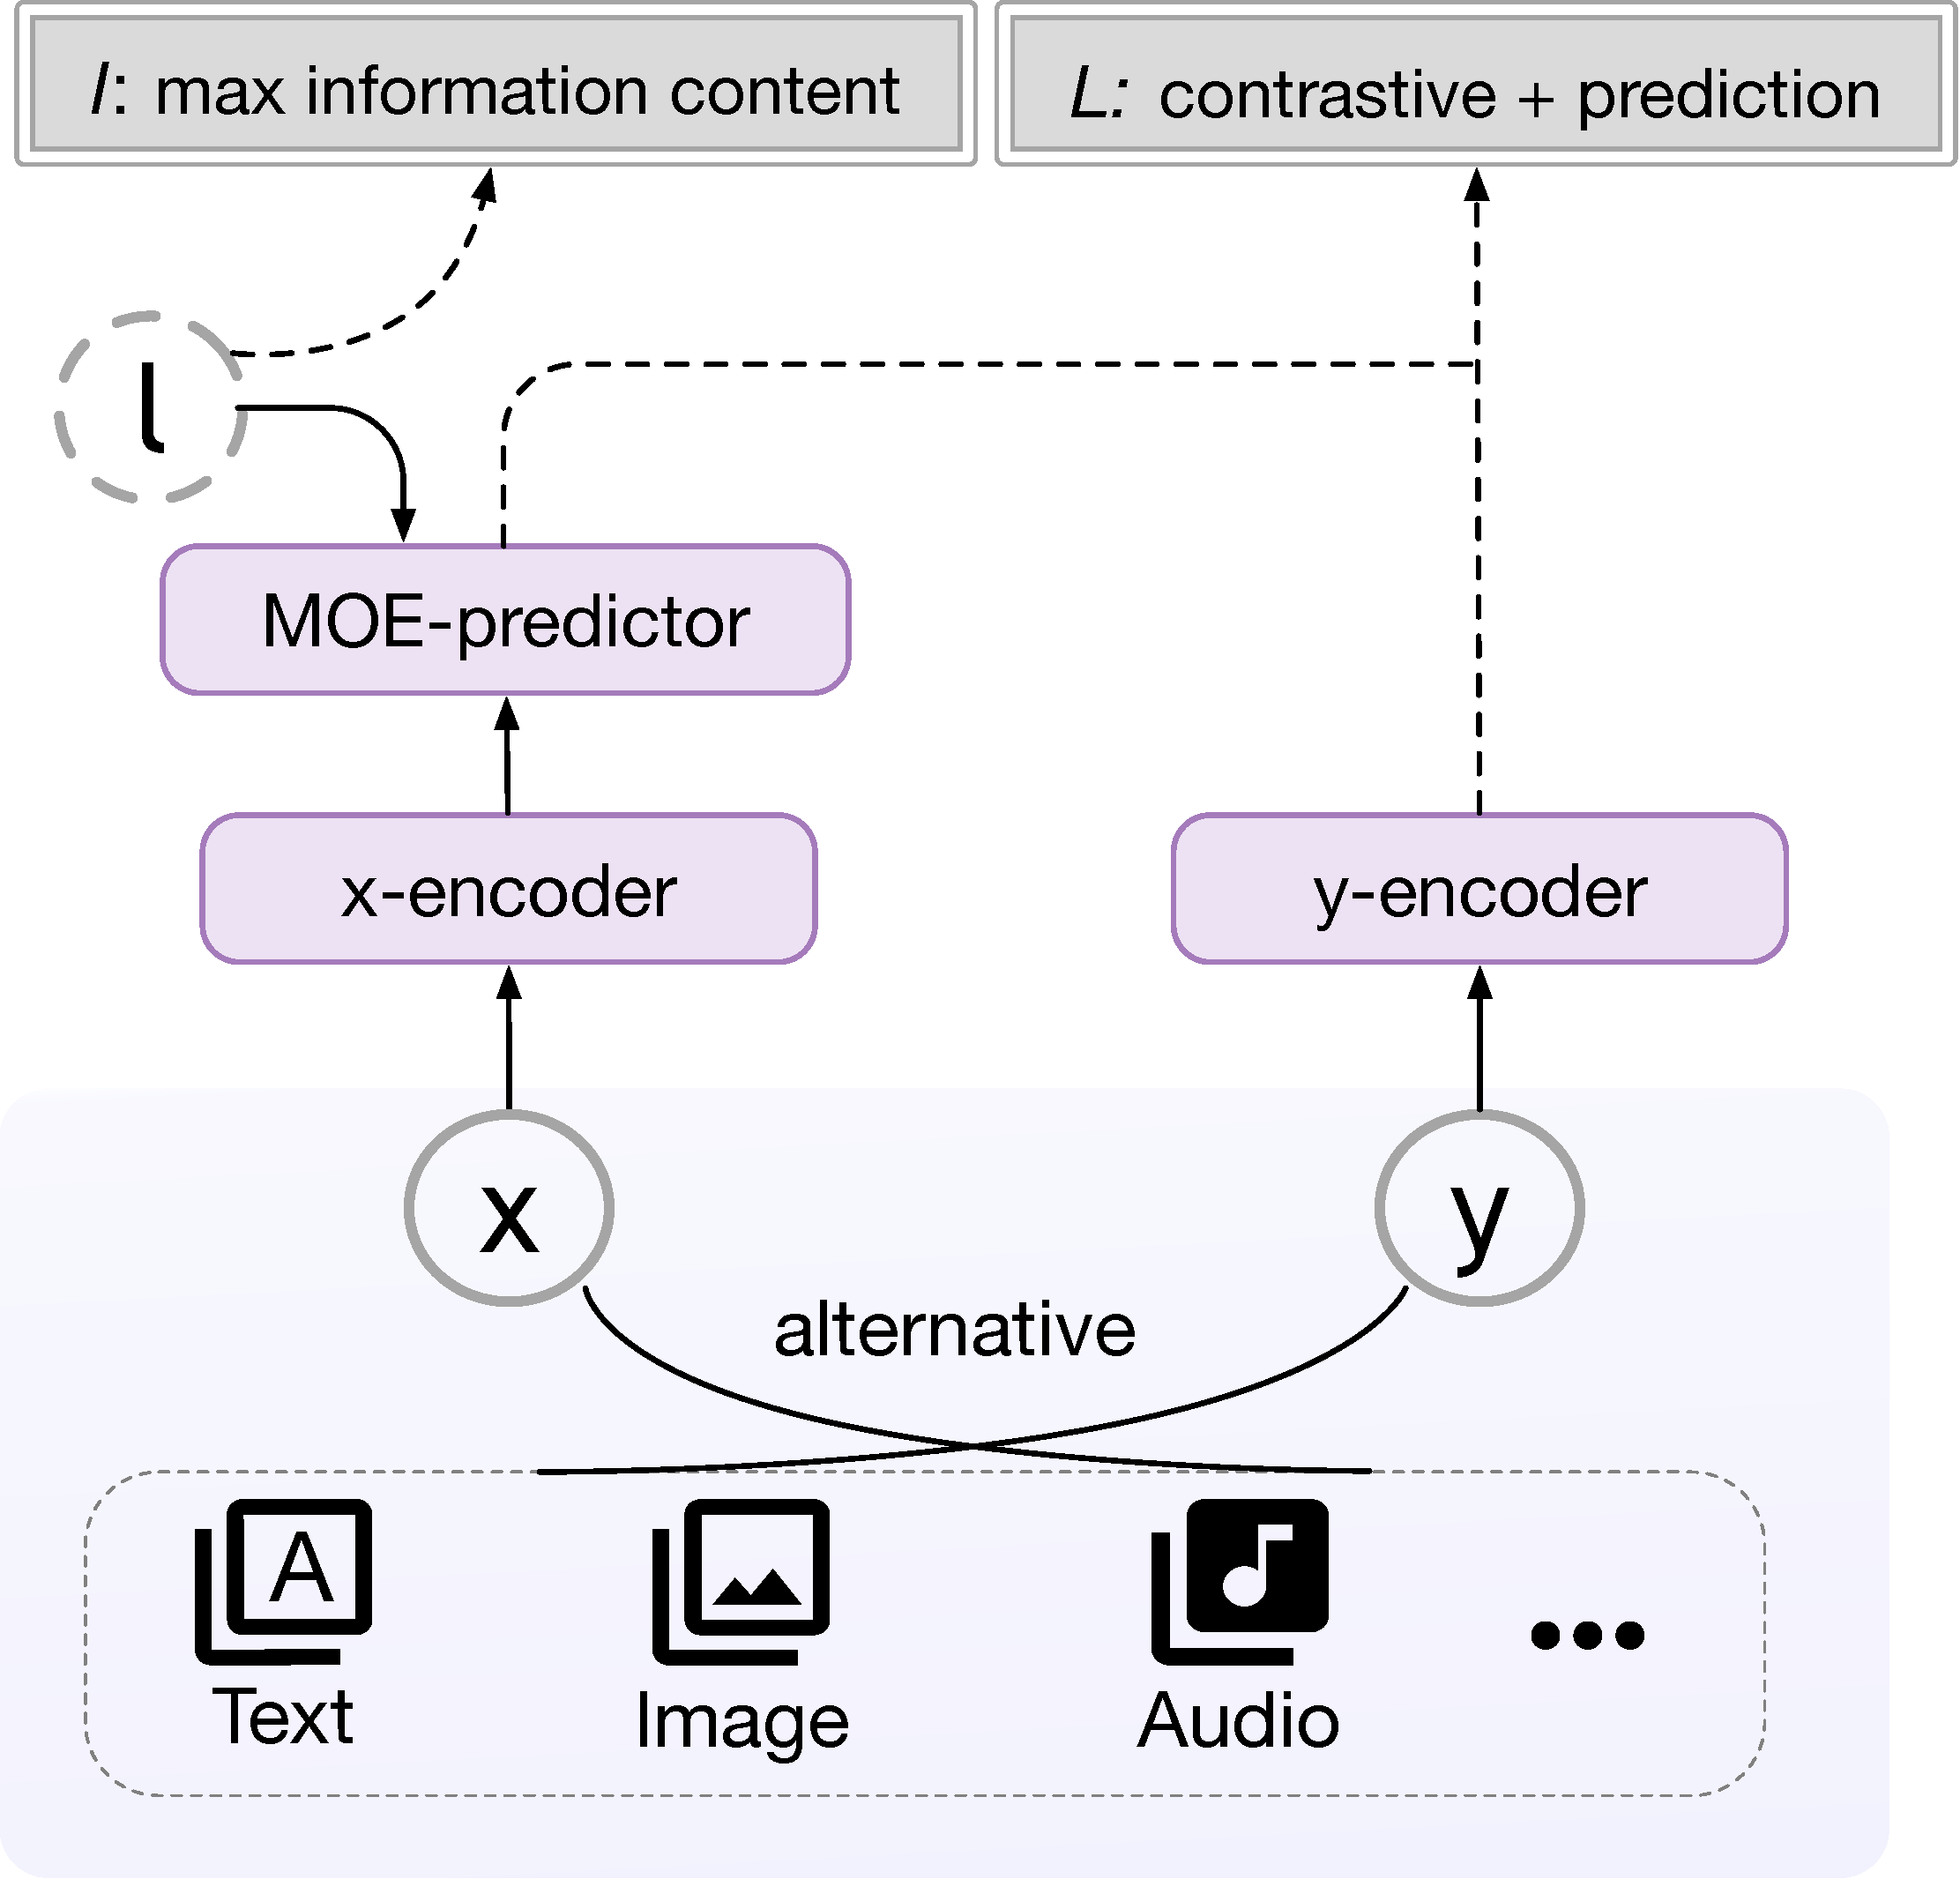 I: max information content
L: contrastive + prediction
l
MOE-predictor
x-encoder
y-encoder
x
y
alternative
A
Text
Image
Audio
...